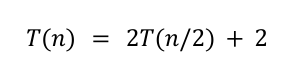 T(n) = 2T(n/2) + 2